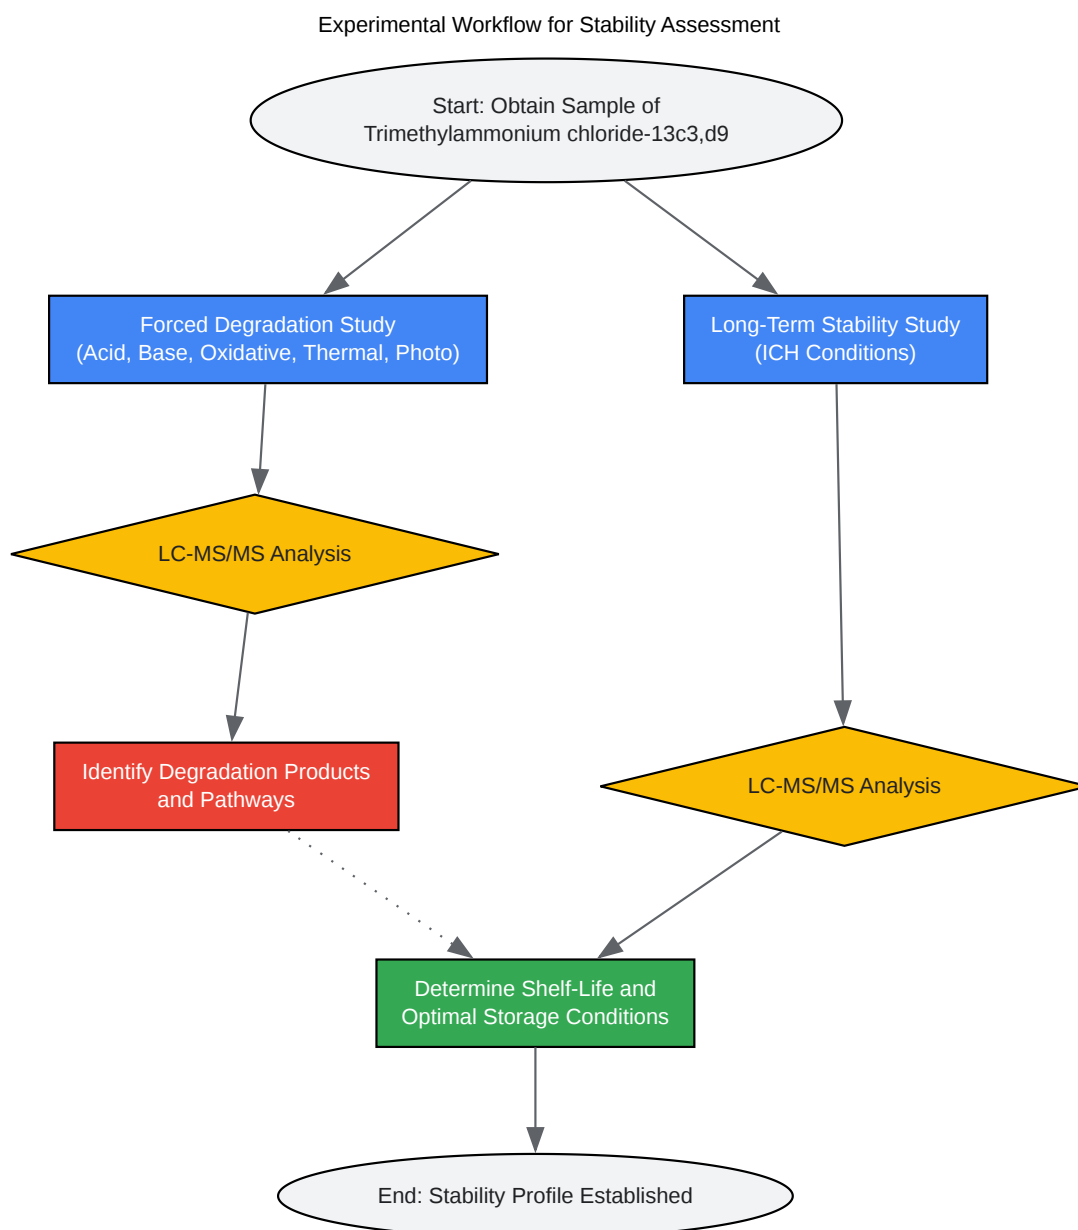 Experimental Workflow for Stability Assessment
Start: Obtain Sample of
Trimethylammonium chloride-13c3,d9
Forced Degradation Study
(Acid, Base, Oxidative, Thermal, Photo)
Long-Term Stability Study
(ICH Conditions)
LC-MS/MS Analysis
Identify Degradation Products
and Pathways
LC-MS/MS Analysis
Determine Shelf-Life and
Optimal Storage Conditions
End: Stability Profile Established